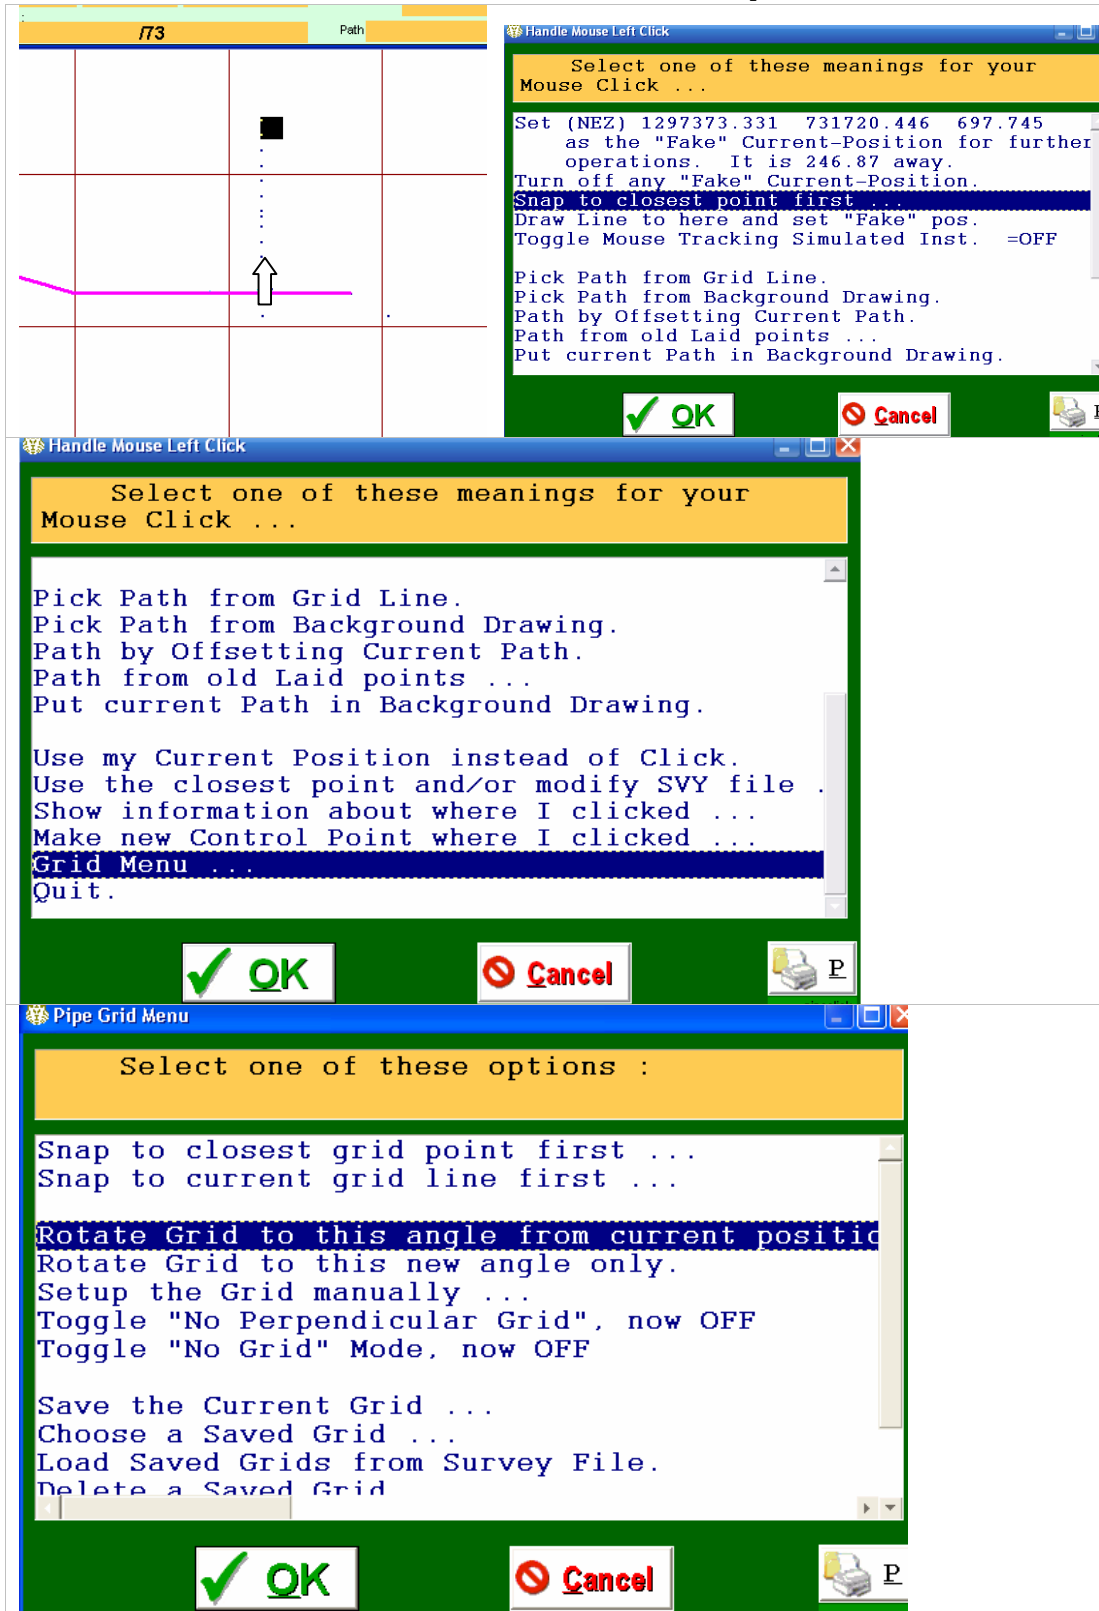 /73
Path
Handle Mouse Left Click
Select one of these meanings for your
Mouse Click ...
Set (NEZ) 1297373.331 731720.446 697.745
as the "Fake" Current-Position for further
operations. It is 246.87 away.
Turn off any "Fake" Current-Position.
Snap to closest point first ...
Draw Line to here and set "Fake" pos.
Toggle Mouse Tracking Simulated Inst. =OFF
Pick Path from Grid Line.
Pick Path from Background Drawing.
Path by Offsetting Current Path.
Path from old Laid points ...
Put current Path in Background Drawing.
OK
Cancel
Handle Mouse Left Click
Select one of these meanings for your
Mouse Click ...
Pick Path from Grid Line.
Pick Path from Background Drawing.
Path by Offsetting Current Path.
Path from old Laid points ...
Put current Path in Background Drawing.
Use my Current Position instead of Click.
Use the closest point and/or modify SVY file .
Show information about where I clicked ...
Make new Control Point where I clicked ...
Grid Menu ...
Quit.
OK
Cancel
P
Pipe Grid Menu
Select one of these options :
Snap to closest grid point first ...
Snap to current grid line first ...
Rotate Grid to this angle from current positic
Rotate Grid to this new angle only.
Setup the Grid manually ...
Toggle "No Perpendicular Grid", now OFF
Toggle "No Grid" Mode, now OFF
Save the Current Grid ...
Choose a Saved Grid ...
Load Saved Grids from Survey File.
Delete a Saved Grid
OK
Cancel
P